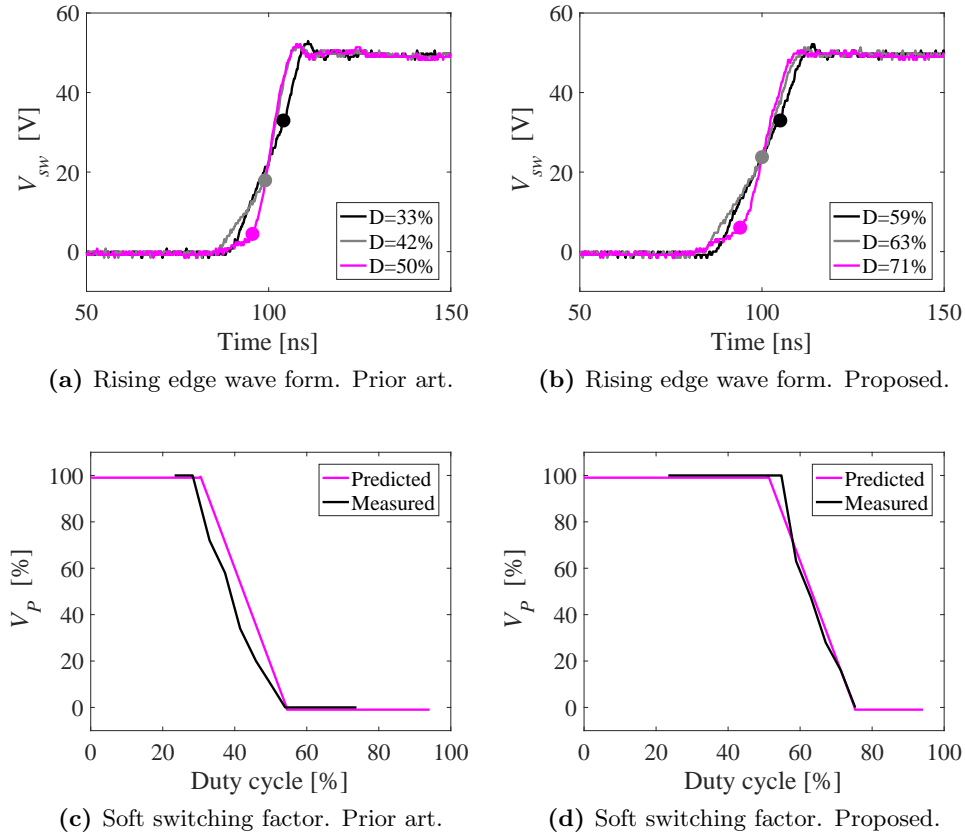 60
40
20
0
V_sw [V]
50
100
150
Time [ns]
D=33%
D=42%
D=50%
(a) Rising edge wave form. Prior art.
60
40
20
0
V_sw [V]
50
100
150
Time [ns]
D=59%
D=63%
D=71%
(b) Rising edge wave form. Proposed.
100
80
60
40
20
0
V_P [%]
0
20
40
60
80
100
Duty cycle [%]
Predicted
Measured
(c) Soft switching factor. Prior art.
100
80
60
40
20
0
V_P [%]
0
20
40
60
80
100
Duty cycle [%]
Predicted
Measured
(d) Soft switching factor. Proposed.